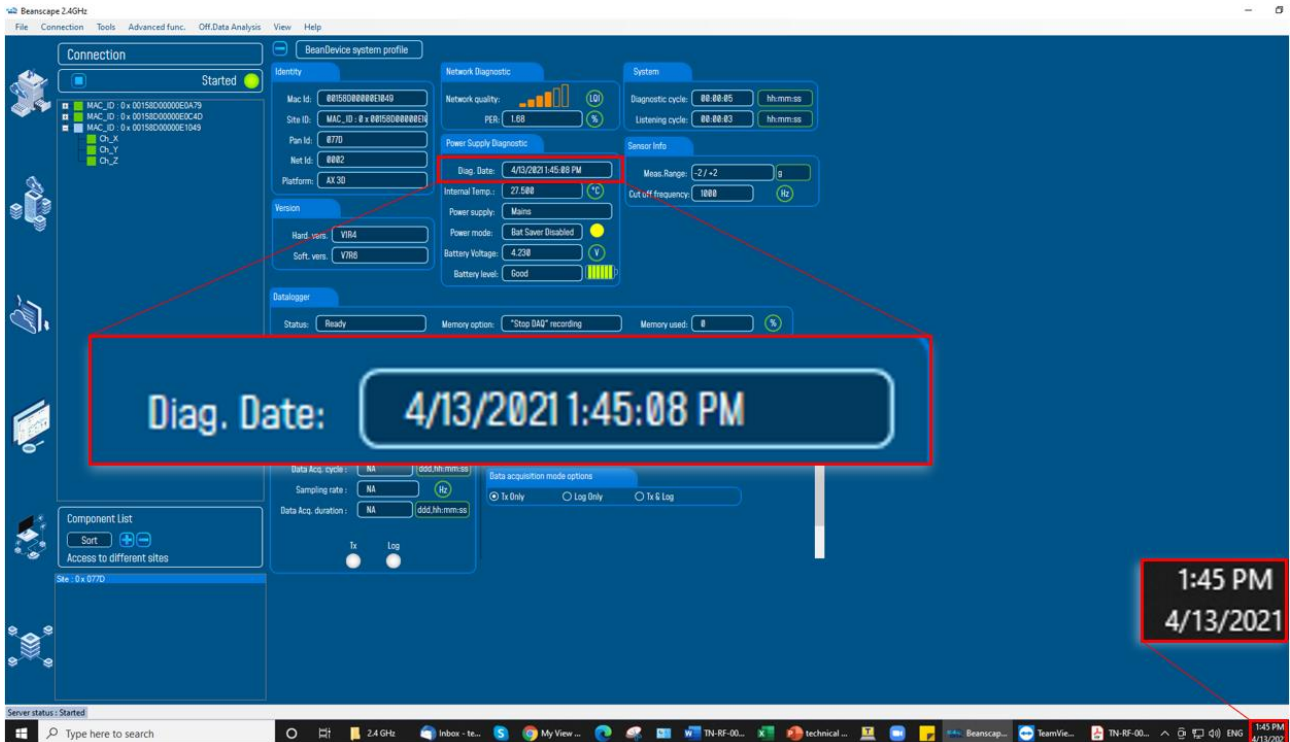 Beanscape 2.4GHz
File Connection Tools Advanced func. Off.Data Analysis View Help
Connection
Started
MAC_ID : 0 x 00158D00000E0A79
MAC_ID : 0 x 00158D00000E0C4D
MAC_ID : 0 x 00158D00000E1049
Ch_X
Ch_Y
Ch_Z
Component List
Sort
Access to different sites
Site : 0 x 077D
BeanDevice system profile
Identity
Mac Id: 00158D00000E1049
Site ID: MAC_ID : 0 x 00158D00000E10
Pan Id: 077D
Net Id: 0002
Platform: AX 3D
Version
Hard. vers. V1R4
Soft. vers. V7R6
Network Diagnostic
Network quality: LQI
PER: 1.68 %
Power Supply Diagnostic
Diag. Date: 4/13/2021 1:45:08 PM
Internal Temp.: 27.500 °C
Power supply: Mains
Power mode: Bat Saver Disabled
Battery Voltage: 4.230 V
Battery level: Good
System
Diagnostic cycle: 00:00:05 hh:mm:ss
Listening cycle: 00:00:03 hh:mm:ss
Sensor Info
Meas.Range: -2 / +2 g
Cut off frequency: 1000 Hz
Datalogger
Status: Ready Memory option: "Stop DAQ" recording Memory used: 0 %
Diag. Date: 4/13/2021 1:45:08 PM
Data Acq. cycle : NA ddd,hh:mm:ss
Sampling rate : NA Hz
Data Acq. duration : NA ddd,hh:mm:ss
Tx Log
Data acquisition mode options
Tx Only Log Only Tx & Log
1:45 PM
4/13/2021
Server status : Started
Type here to search
2.4 GHz
Inbox - te...
My View ...
TN-RF-00...
technical ...
Beanscap...
TeamVie...
TN-RF-00...
ENG
1:45 PM
4/13/202